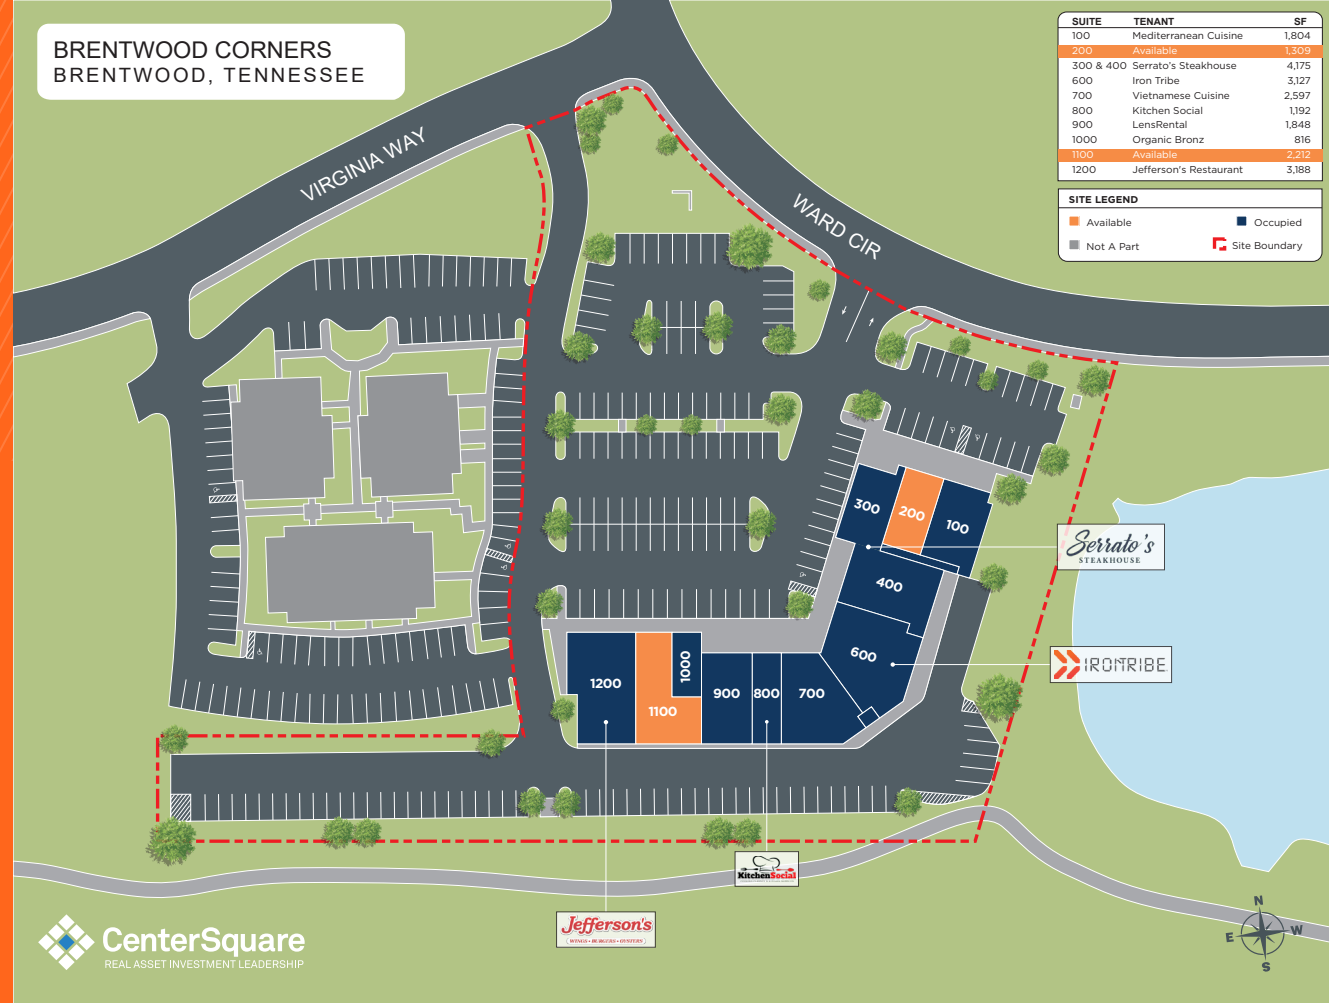 BRENTWOOD CORNERS
BRENTWOOD, TENNESSEE
SUITE TENANT SF
100 Mediterranean Cuisine 1,804
200 Available 1,309
300 & 400 Serrato's Steakhouse 4,175
600 Iron Tribe 3,127
700 Vietnamese Cuisine 2,597
800 Kitchen Social 1,192
900 LensRental 1,848
1000 Organic Bronz 816
1100 Available 2,212
1200 Jefferson's Restaurant 3,188
SITE LEGEND
Available
Occupied
Not A Part
Site Boundary
VIRGINIA WAY
WARD CIR
300
200
100
400
600
Serrato's
STEAKHOUSE
IRONTRIBE
1200
1100
1000
900
800
700
KitchenSocial
Jefferson's
WINGS • BURGERS • OYSTERS
CenterSquare
REAL ASSET INVESTMENT LEADERSHIP
N
E
W
S